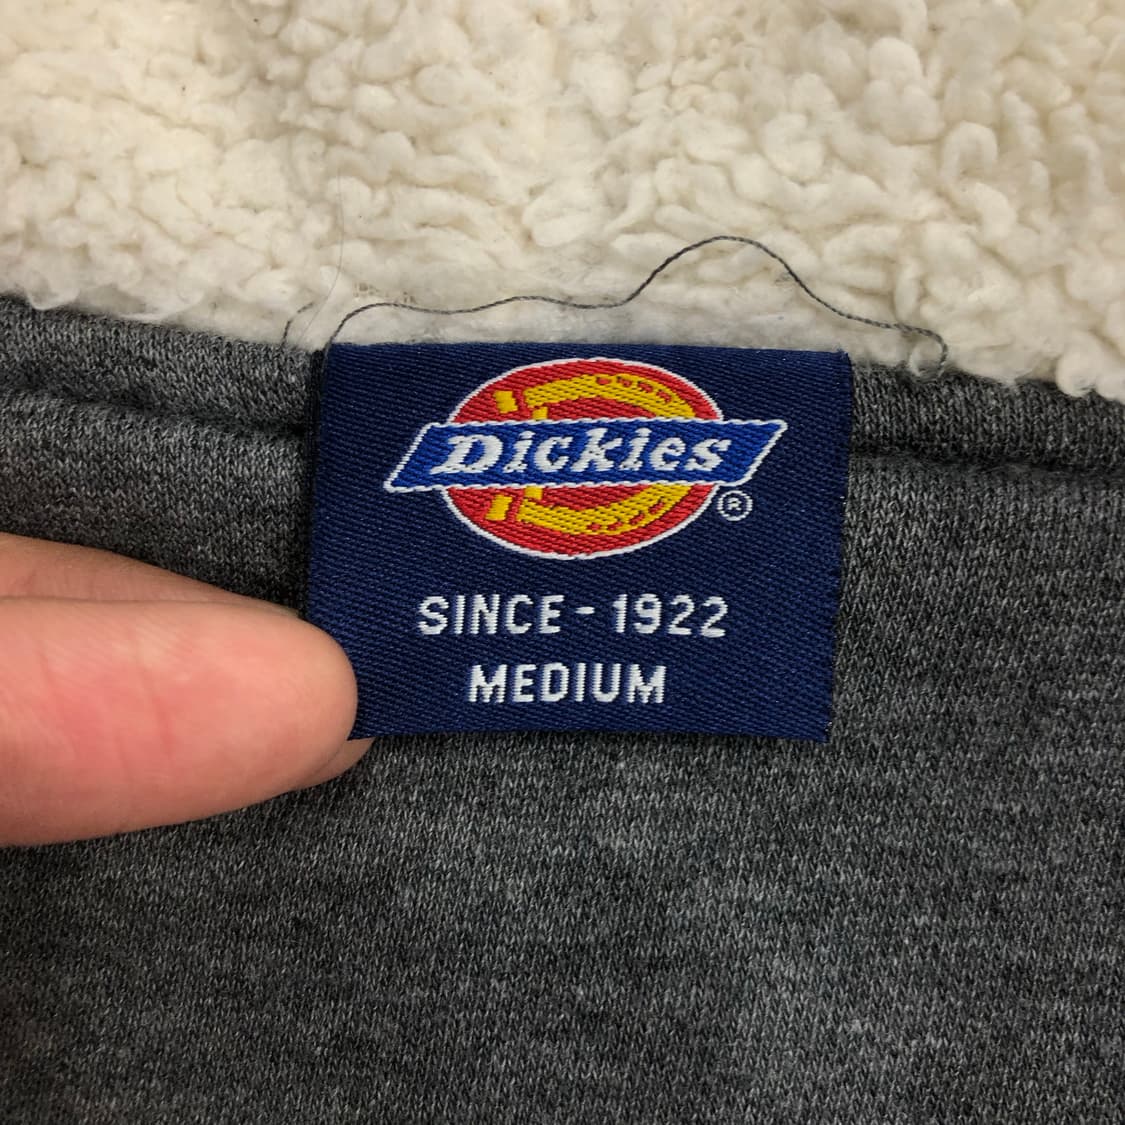 Dickies
®
SINCE - 1922
MEDIUM